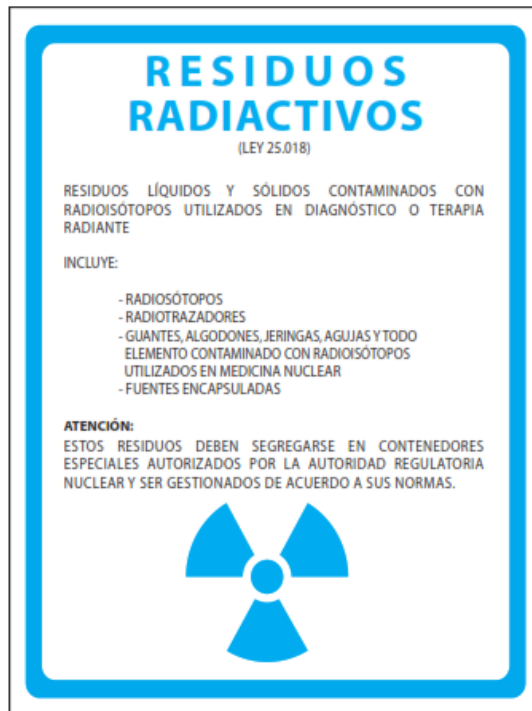 RESIDUOS
RADIACTIVOS
(LEY 25.018)
RESIDUOS LÍQUIDOS Y SÓLIDOS CONTAMINADOS CON
RADIOISÓTOPOS UTILIZADOS EN DIAGNÓSTICO O TERAPIA
RADIANTE
INCLUYE:
- RADIOSÓTOPOS
- RADIOTRAZADORES
- GUANTES, ALGODONES, JERINGAS, AGUJAS Y TODO
ELEMENTO CONTAMINADO CON RADIOISÓTOPOS
UTILIZADOS EN MEDICINA NUCLEAR
- FUENTES ENCAPSULADAS
ATENCIÓN:
ESTOS RESIDUOS DEBEN SEGREGARSE EN CONTENEDORES
ESPECIALES AUTORIZADOS POR LA AUTORIDAD REGULATORIA
NUCLEAR Y SER GESTIONADOS DE ACUERDO A SUS NORMAS.